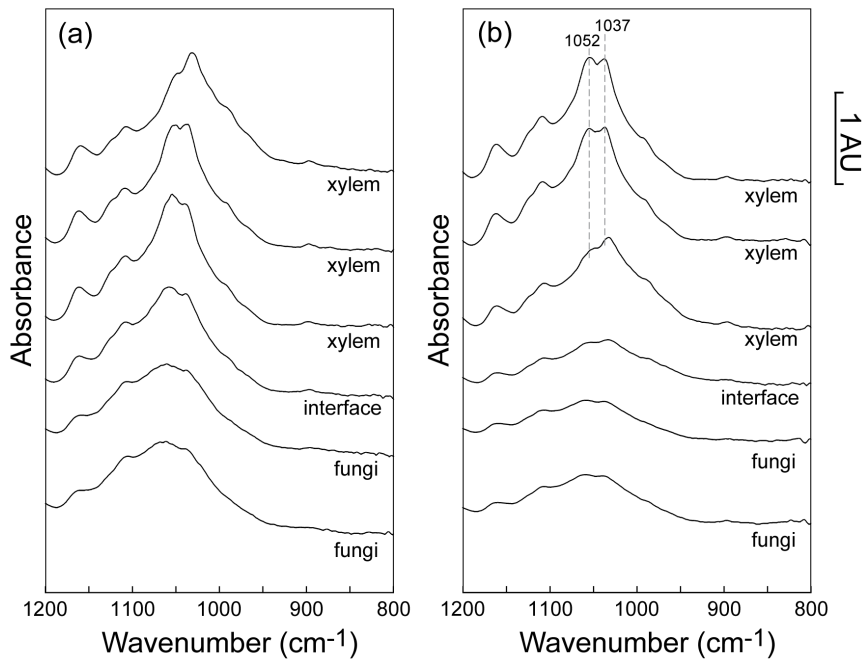 (a)
xylem
xylem
xylem
interface
fungi
fungi
Absorbance
1200 1100 1000 900 800
Wavenumber (cm-1)
(b)
1037
1052
xylem
xylem
xylem
interface
fungi
fungi
Absorbance
1200 1100 1000 900 800
Wavenumber (cm-1)
1 AU